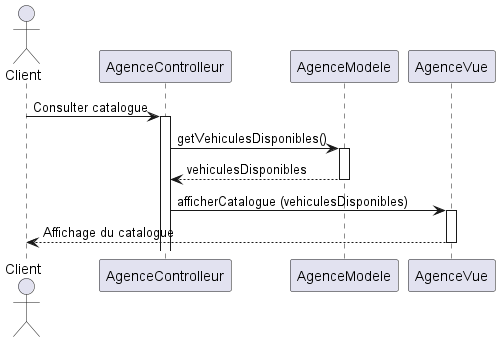 Client
AgenceControlleur
AgenceModele
AgenceVue
Consulter catalogue
getVehiculesDisponibles()
vehiculesDisponibles
afficherCatalogue (vehiculesDisponibles)
Affichage du catalogue
Client
AgenceControlleur
AgenceModele
AgenceVue